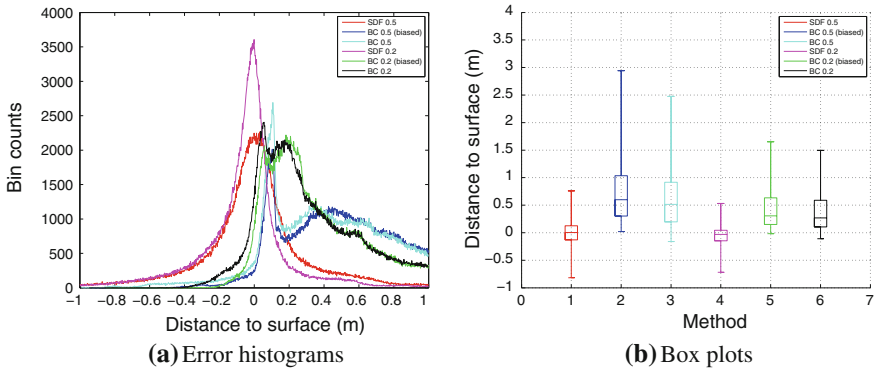 SDF 0.5
BC 0.5 (biased)
BC 0.5
SDF 0.2
BC 0.2 (biased)
BC 0.2
4000
3500
3000
2500
2000
1500
1000
500
0
Bin counts
−1 −0.8 −0.6 −0.4 −0.2 0 0.2 0.4 0.6 0.8 1
Distance to surface (m)
(a) Error histograms
SDF 0.5
BC 0.5 (biased)
BC 0.5
SDF 0.2
BC 0.2 (biased)
BC 0.2
4
3.5
3
2.5
2
1.5
1
0.5
0
−0.5
−1
Distance to surface (m)
0 1 2 3 4 5 6 7
Method
(b) Box plots